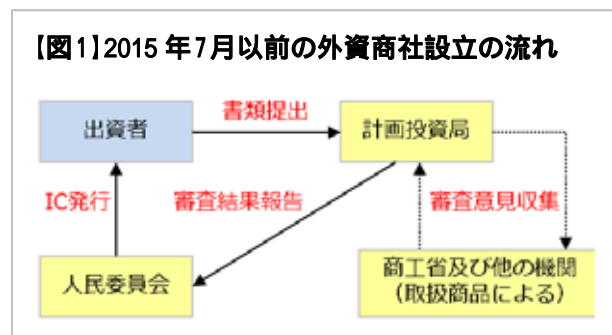 【図1】2015年7月以前の外資商社設立の流れ
書類提出
出資者
計画投資局
IC発行
審査結果報告
審査意見収集
人民委員会
商工省及び他の機関
（取扱商品による）